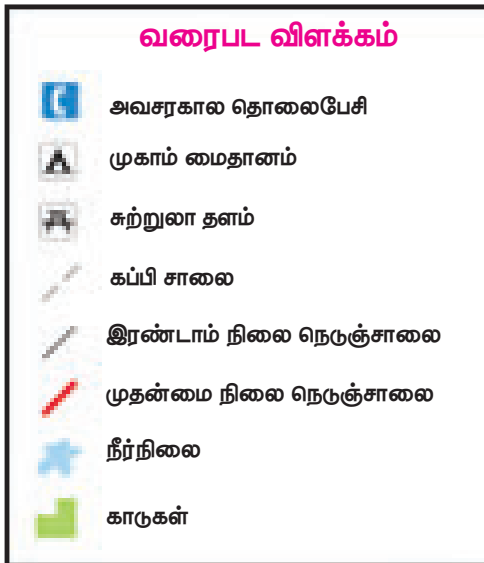 வரைபட விளக்கம்
அவசரகால தொலைபேசி
முகாம் மைதானம்
சுற்றுலா தளம்
கப்பி சாலை
இரண்டாம் நிலை நெடுஞ்சாலை
முதன்மை நிலை நெடுஞ்சாலை
நீர்நிலை
காடுகள்